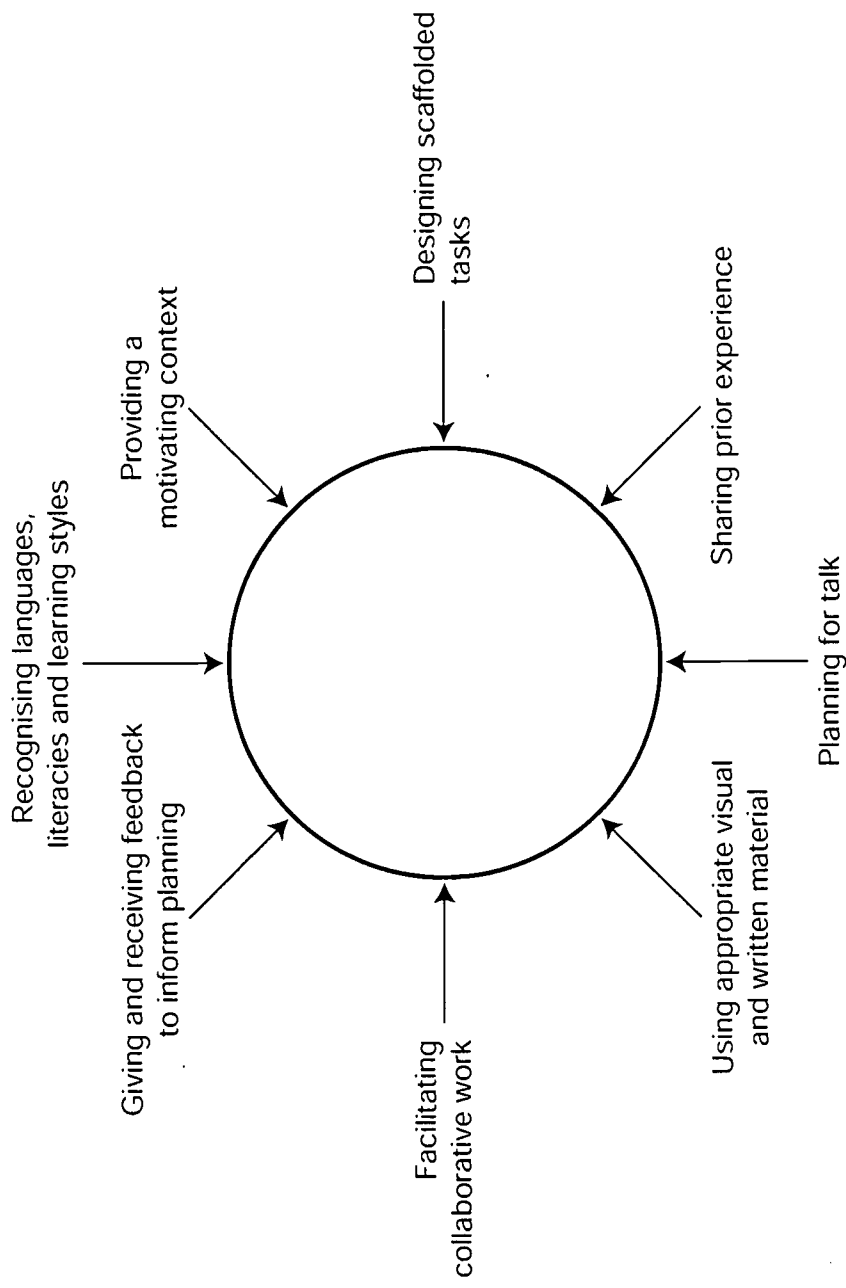 Recognising languages,
literacies and learning styles
Providing a
motivating context
Designing scaffolded
tasks
Sharing prior experience
Planning for talk
Using appropriate visual
and written material
Facilitating
collaborative work
Giving and receiving feedback
to inform planning